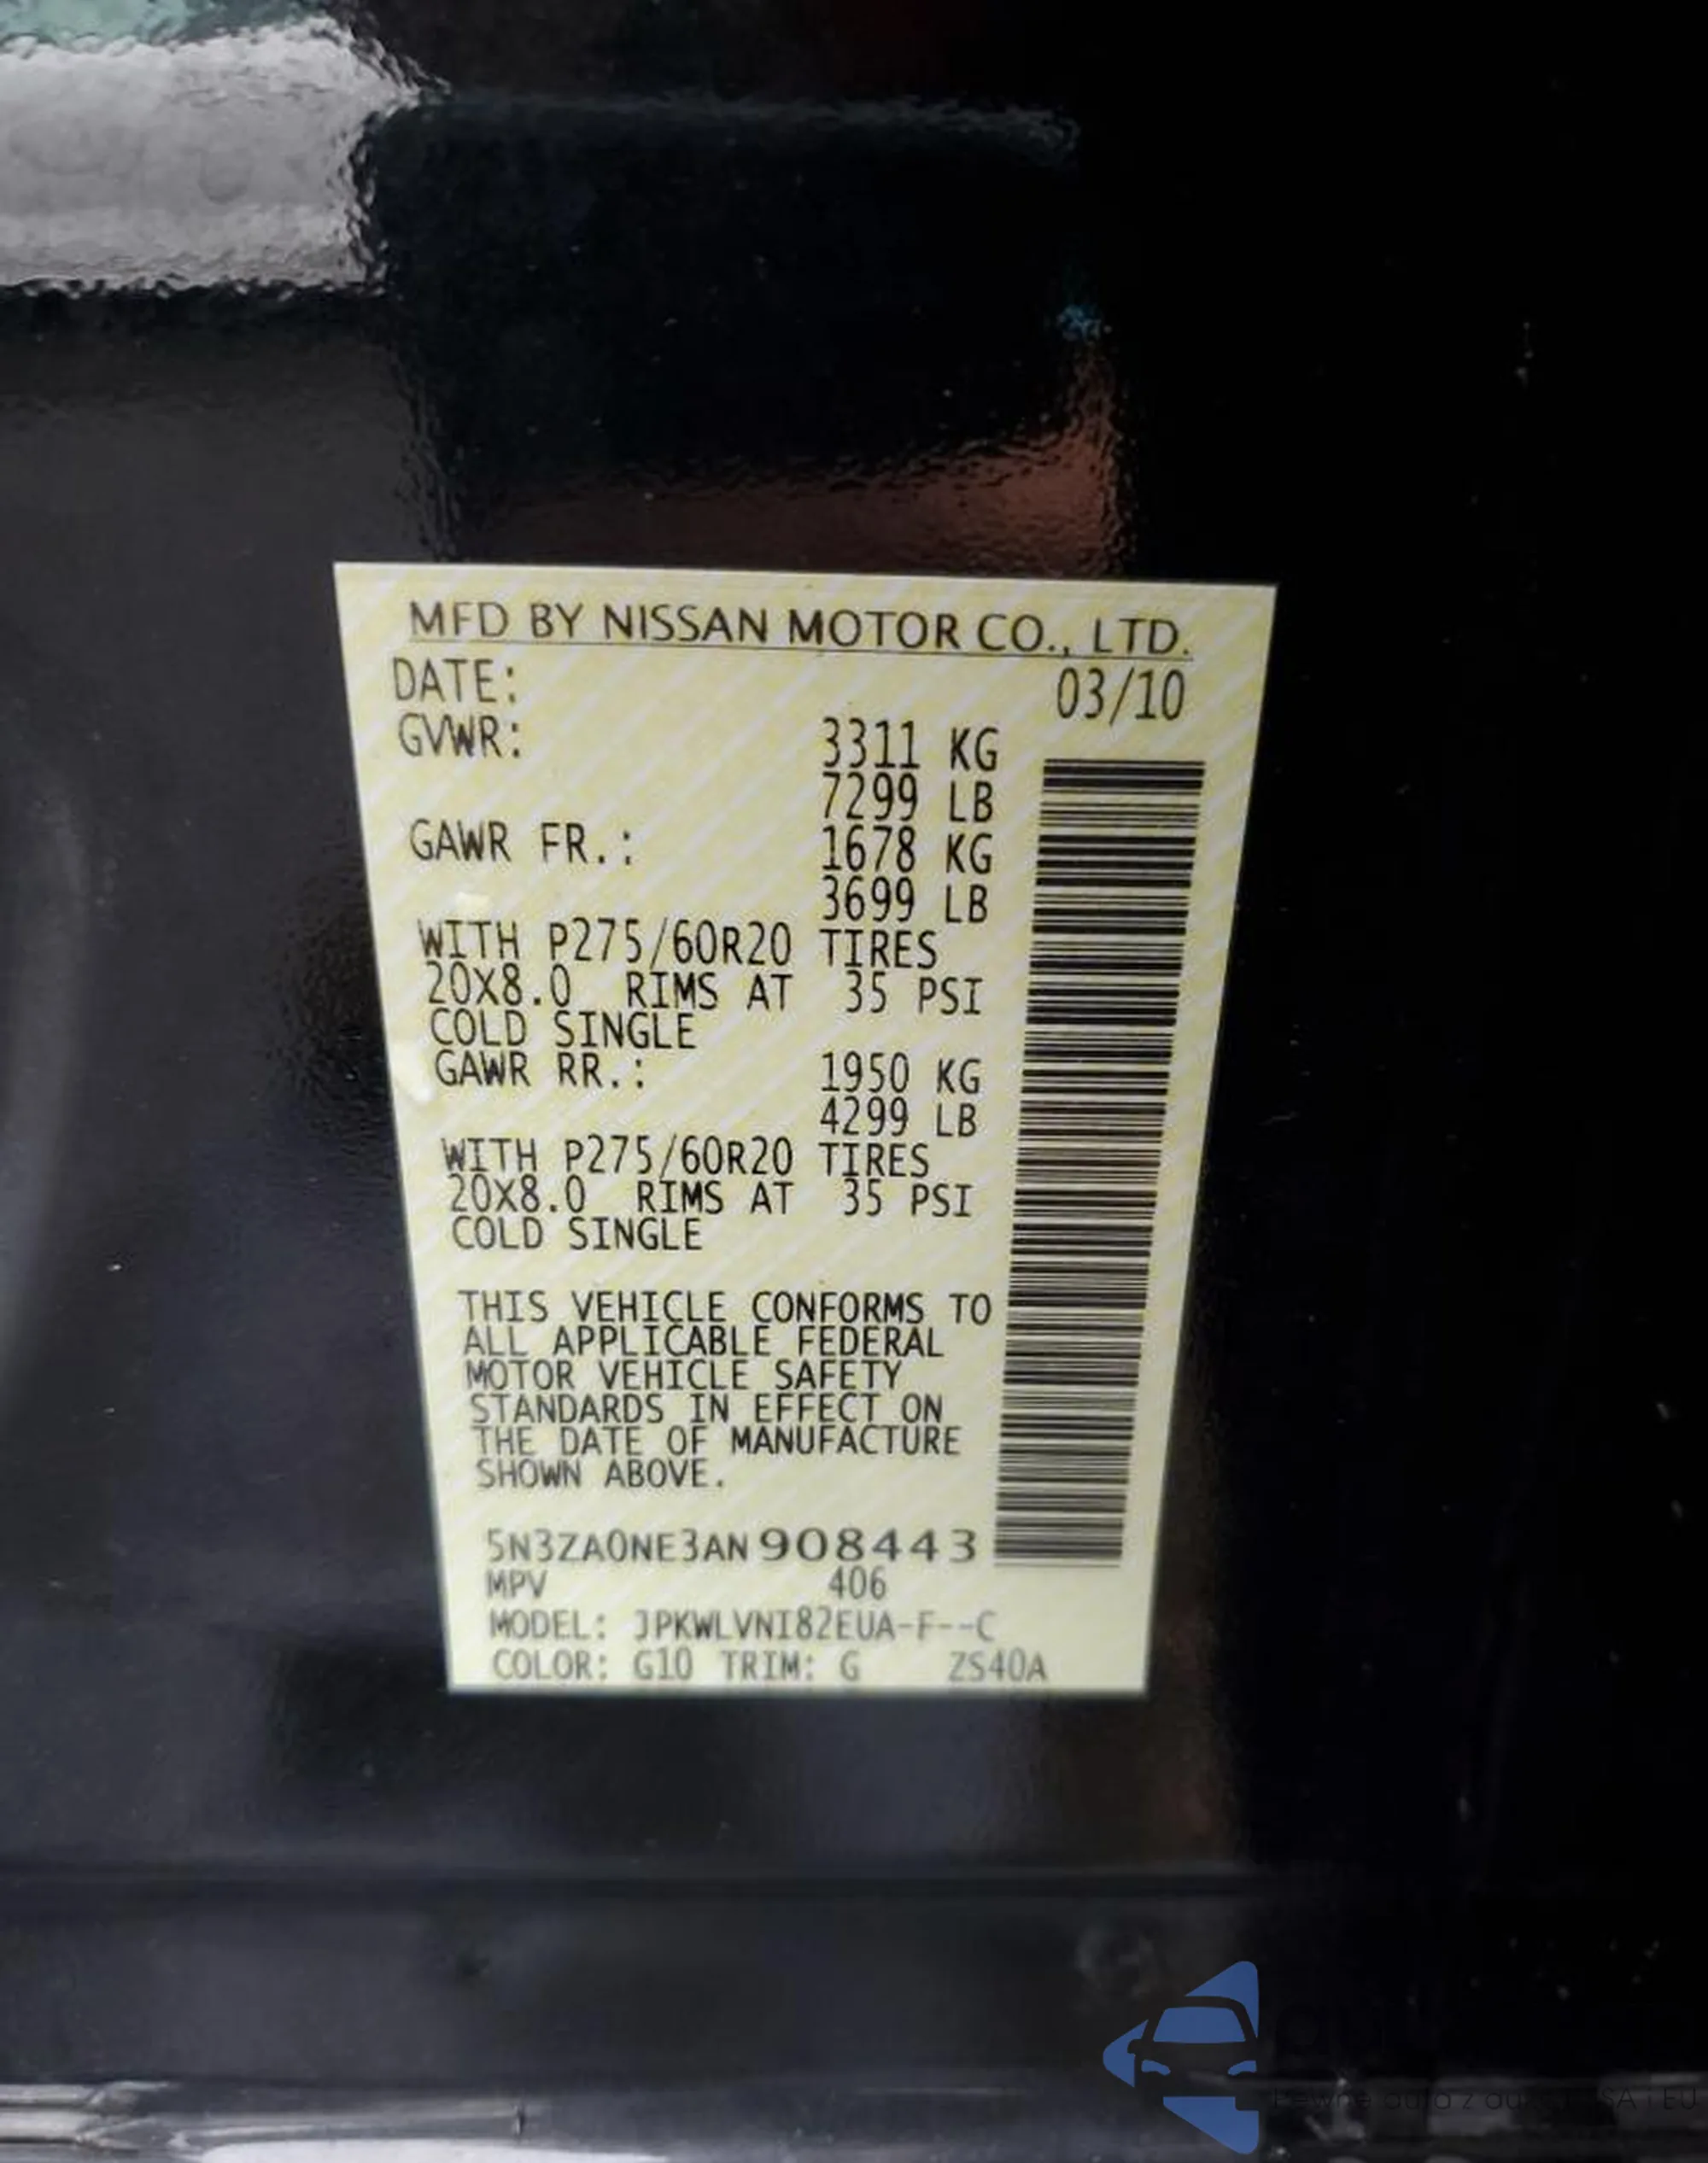 MFD BY NISSAN MOTOR CO., LTD.
DATE: 03/10
GVWR: 3311 KG
7299 LB
GAWR FR.: 1678 KG
3699 LB
WITH P275/60R20 TIRES
20X8.0 RIMS AT 35 PSI
COLD SINGLE
GAWR RR.: 1950 KG
4299 LB
WITH P275/60R20 TIRES
20X8.0 RIMS AT 35 PSI
COLD SINGLE
THIS VEHICLE CONFORMS TO
ALL APPLICABLE FEDERAL
MOTOR VEHICLE SAFETY
STANDARDS IN EFFECT ON
THE DATE OF MANUFACTURE
SHOWN ABOVE.
5N3ZA0NE3AN908443
MPV 406
MODEL: JPKWLVNI82EUA-F--C
COLOR: G10 TRIM: G ZS40A
auta z USA i EU